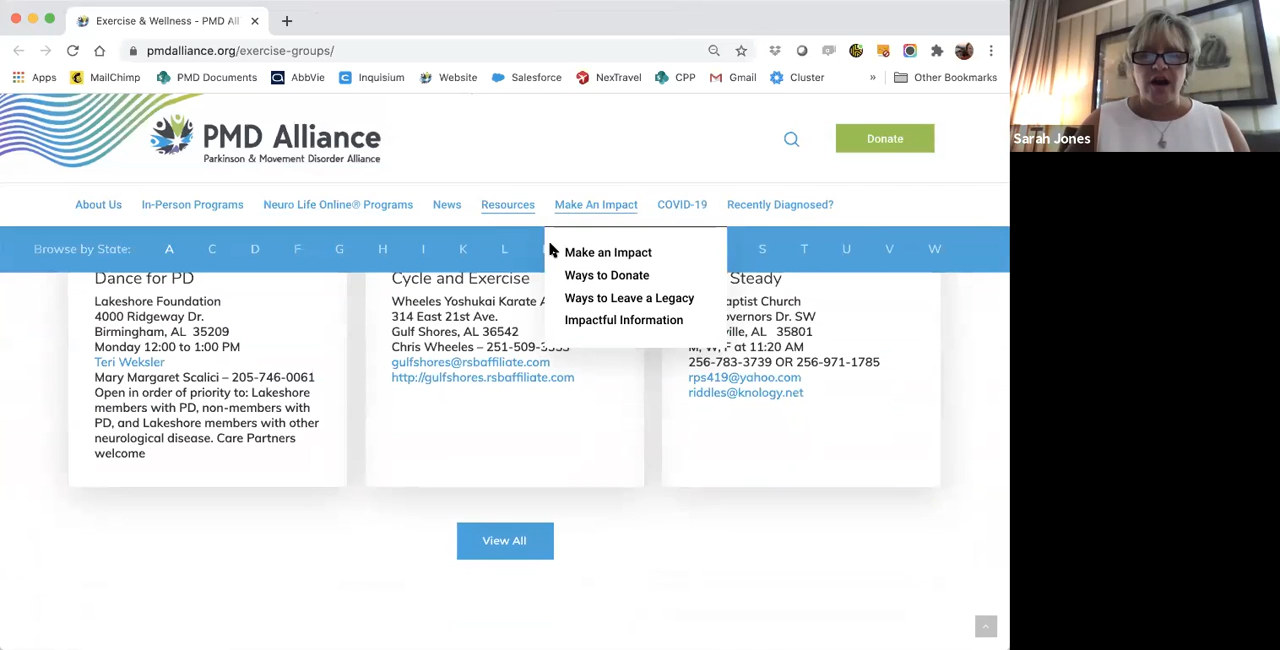 Exercise & Wellness - PMD All
pmdalliance.org/exercise-groups/
Apps MailChimp PMD Documents AbbVie Inquisium Website Salesforce NexTravel CPP Gmail Cluster » Other Bookmarks
Sarah Jones
PMD Alliance
Parkinson & Movement Disorder Alliance
Donate
About Us In-Person Programs Neuro Life Online® Programs News Resources Make An Impact COVID-19 Recently Diagnosed?
Browse by State: A C D F G H I K L S T U V W
Make an Impact
Ways to Donate
Ways to Leave a Legacy
Impactful Information
Dance for PD
Lakeshore Foundation
4000 Ridgeway Dr.
Birmingham, AL 35209
Monday 12:00 to 1:00 PM
Teri Weksler
Mary Margaret Scalici – 205-746-0061
Open in order of priority to: Lakeshore
members with PD, non-members with
PD, and Lakeshore members with other
neurological disease. Care Partners
welcome
Cycle and Exercise
Wheeles Yoshukai Karate
314 East 21st Ave.
Gulf Shores, AL 36542
Chris Wheeles –
gulfshores@rsbaffiliate.com
http://gulfshores.rsbaffiliate.com
Steady
Church
Dr. SW
AL 35801
M, W, F at 11:20 AM
256-783-3739 OR 256-971-1785
rps419@yahoo.com
riddles@knology.net
View All